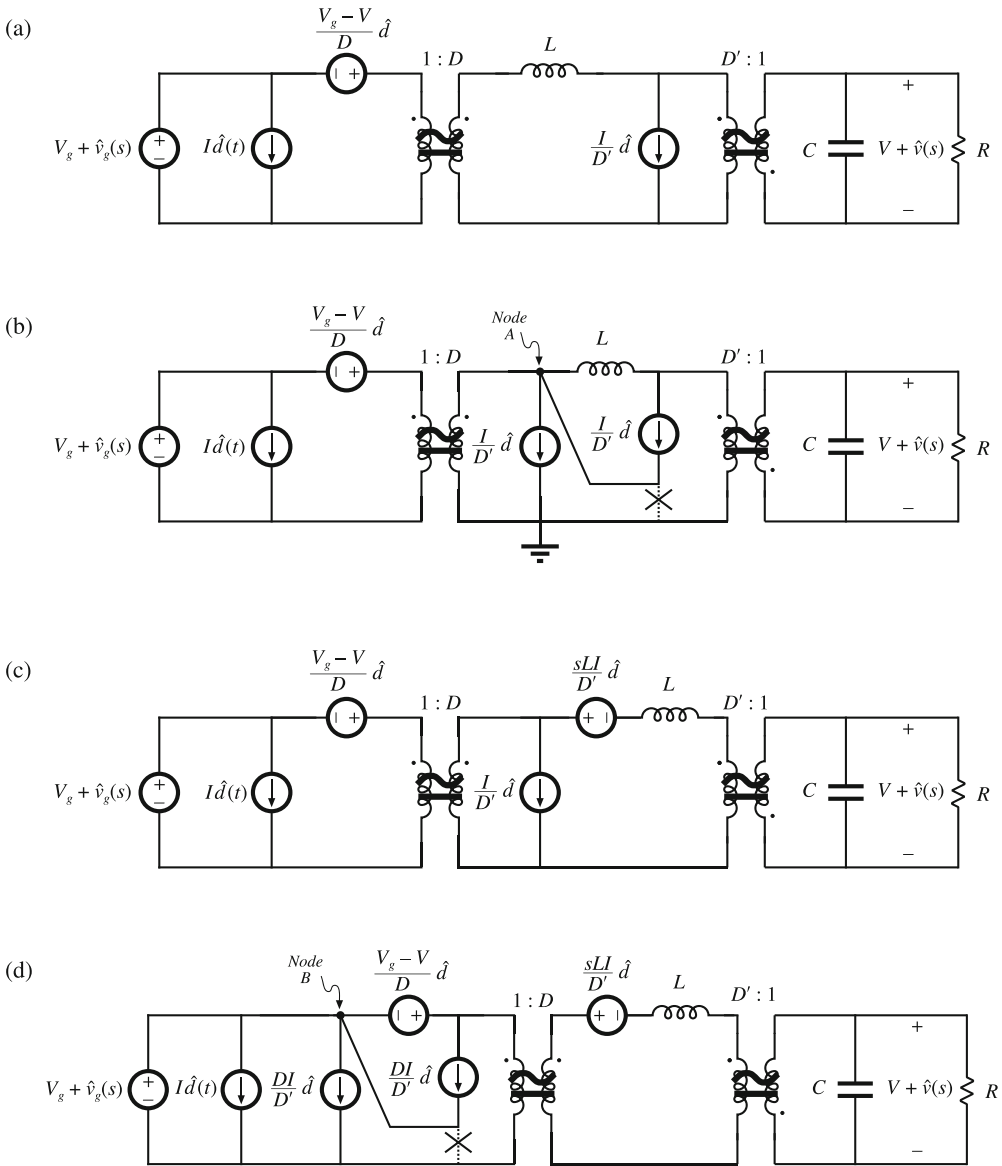 (a)
V_g − V
D
d̂
V_g + v̂_g(s)
+
−
I d̂(t)
− +
1 : D
L
I
D′
d̂
D′ : 1
C
+
V + v̂(s)
−
R
(b)
V_g − V
D
d̂
Node
A
V_g + v̂_g(s)
+
−
I d̂(t)
− +
1 : D
I
D′
d̂
L
I
D′
d̂
D′ : 1
C
+
V + v̂(s)
−
R
(c)
V_g − V
D
d̂
sLI
D′
d̂
V_g + v̂_g(s)
+
−
I d̂(t)
− +
1 : D
I
D′
d̂
+ −
L
D′ : 1
C
+
V + v̂(s)
−
R
(d)
Node
B
V_g − V
D
d̂
sLI
D′
d̂
V_g + v̂_g(s)
+
−
I d̂(t)
DI
D′
d̂
− +
DI
D′
d̂
1 : D
+ −
L
D′ : 1
C
+
V + v̂(s)
−
R